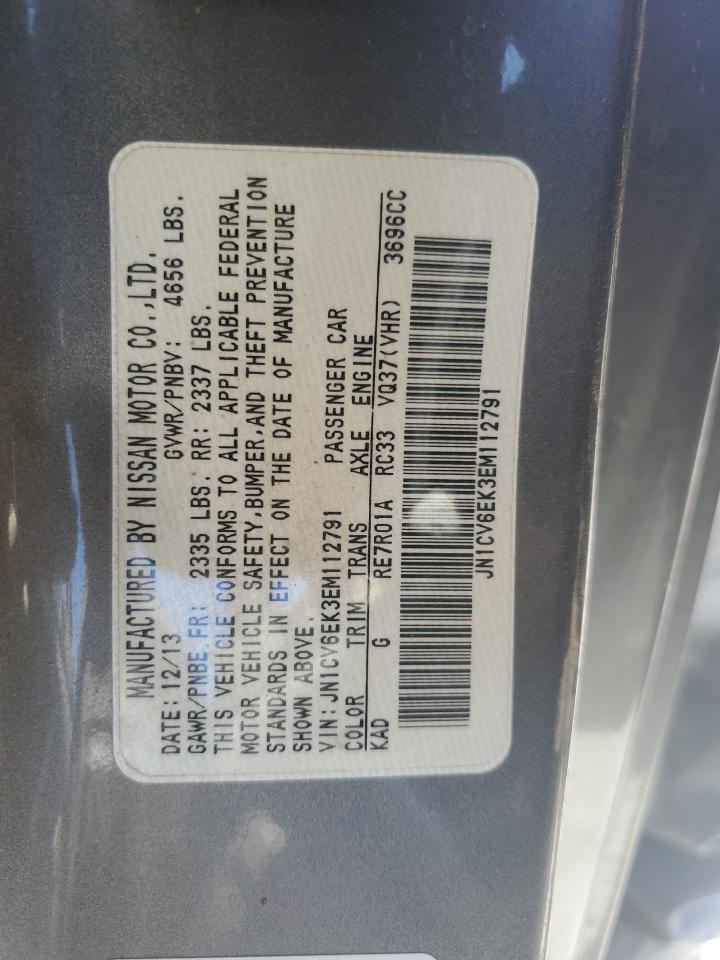 MANUFACTURED BY NISSAN MOTOR CO.,LTD.
DATE: 12/13 GVWR/PNBV: 4656 LBS.
GAWR/PNBE FR: 2335 LBS. RR: 2337 LBS.
THIS VEHICLE CONFORMS TO ALL APPLICABLE FEDERAL
MOTOR VEHICLE SAFETY,BUMPER,AND THEFT PREVENTION
STANDARDS IN EFFECT ON THE DATE OF MANUFACTURE
SHOWN ABOVE.
VIN: JN1CV6EK3EM112791 PASSENGER CAR
COLOR TRIM TRANS AXLE ENGINE
KAD G RE7R01A RC33 VQ37(VHR) 3696CC
JN1CV6EK3EM112791